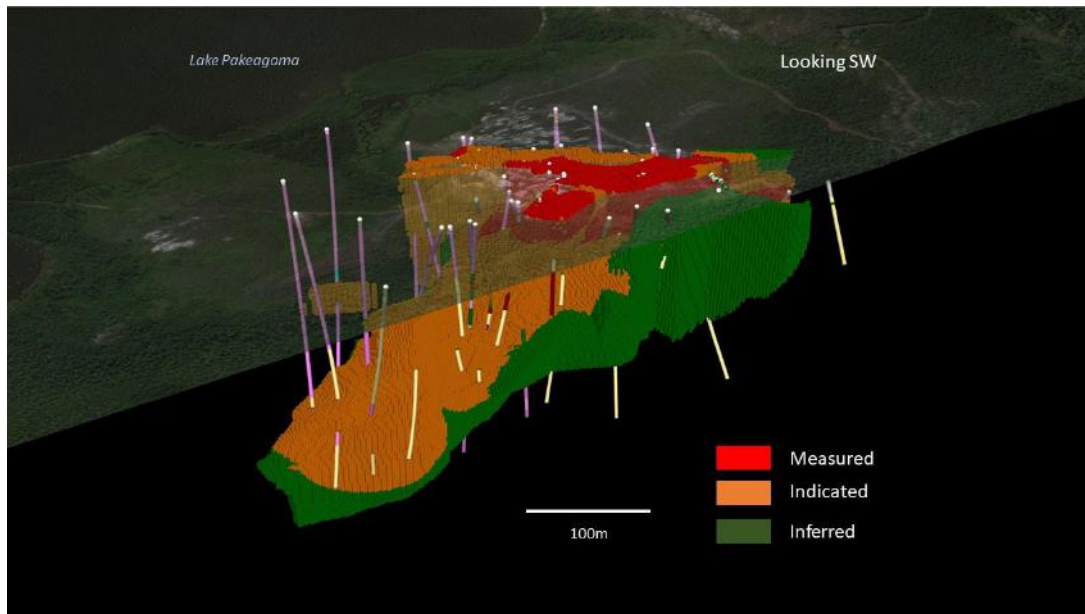 Lake Pakeagama
Looking SW
Measured
Indicated
Inferred
100m